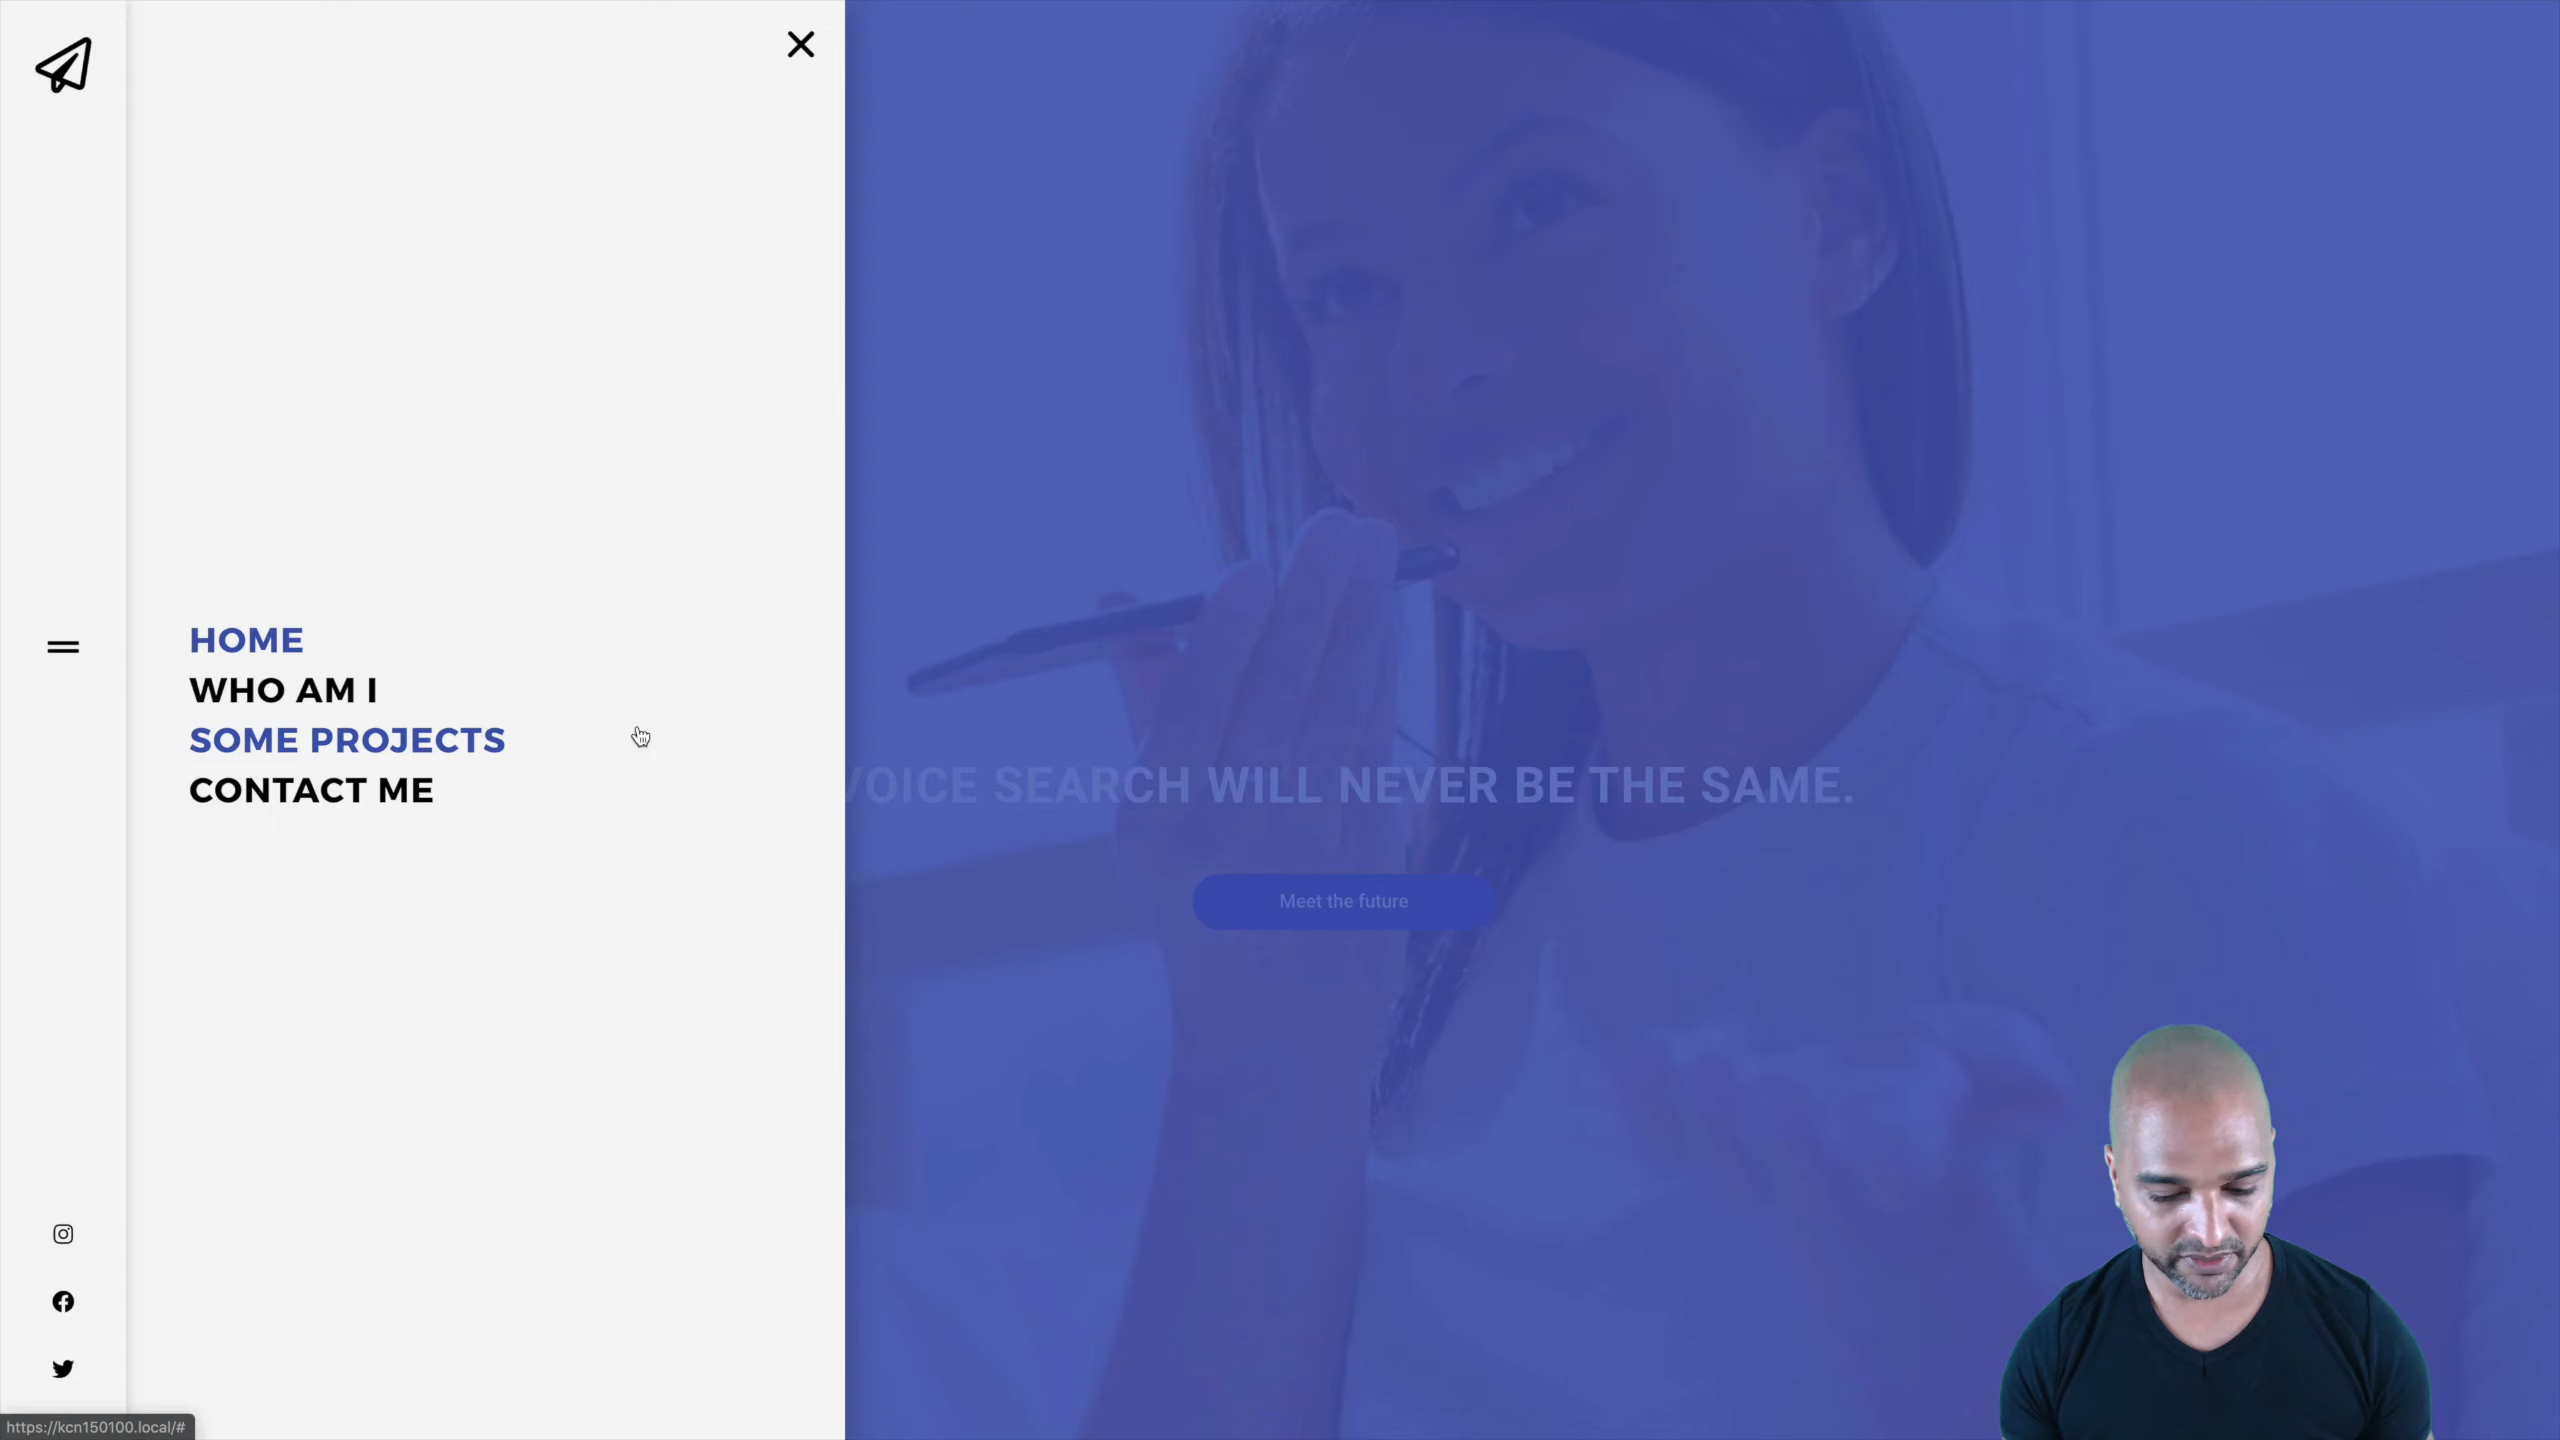 HOME
WHO AM I
SOME PROJECTS
CONTACT ME
VOICE SEARCH WILL NEVER BE THE SAME.
Meet the future
https://kcn150100.local/#